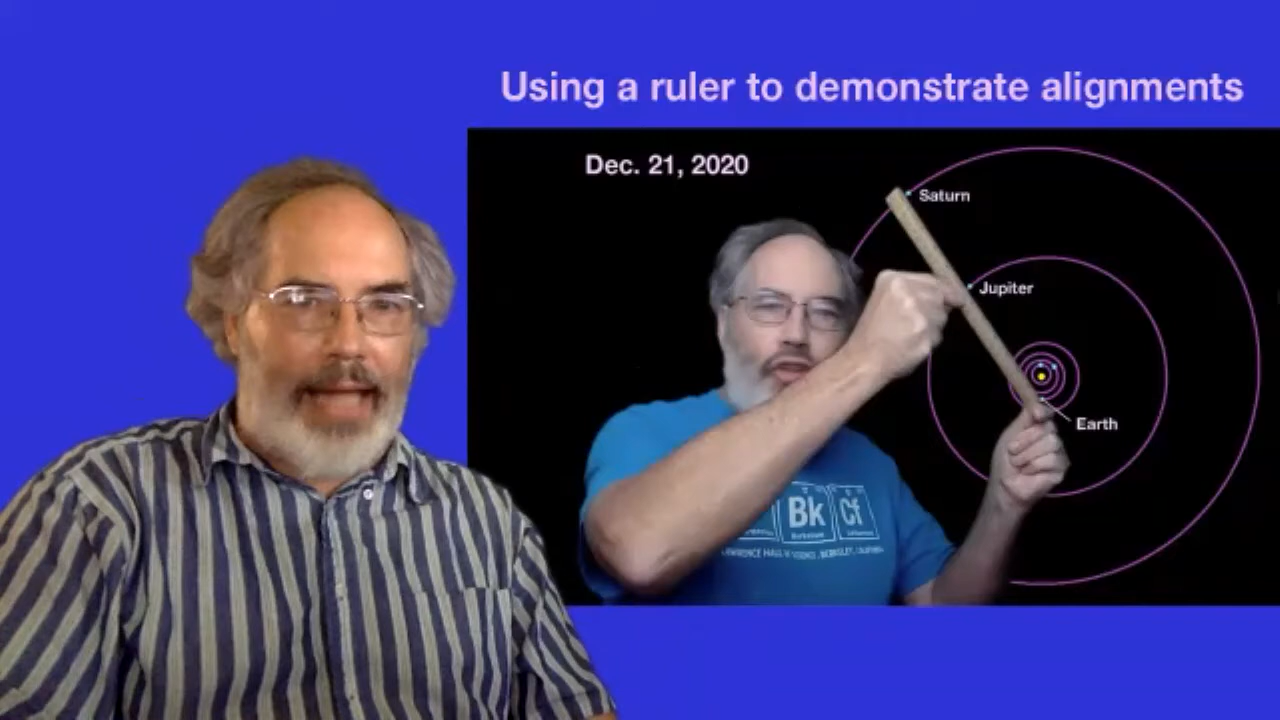 Using a ruler to demonstrate alignments
Dec. 21, 2020
Saturn
Jupiter
Earth
Bk
Cf